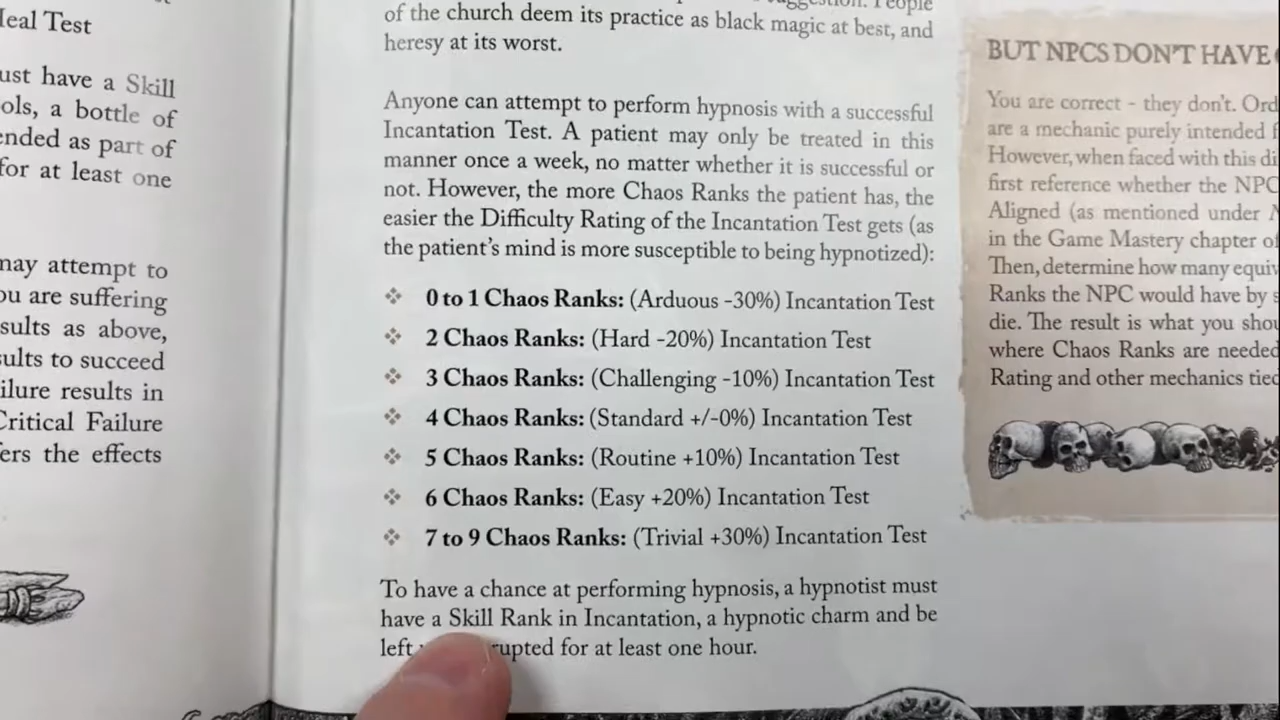 Heal Test
ust have a Skill
ols, a bottle of
ended as part of
for at least one
may attempt to
ou are suffering
sults as above,
sults to succeed
ilure results in
Critical Failure
fers the effects
suggestion. People
of the church deem its practice as black magic at best, and
heresy at its worst.
Anyone can attempt to perform hypnosis with a successful
Incantation Test. A patient may only be treated in this
manner once a week, no matter whether it is successful or
not. However, the more Chaos Ranks the patient has, the
easier the Difficulty Rating of the Incantation Test gets (as
the patient's mind is more susceptible to being hypnotized):
❖ 0 to 1 Chaos Ranks: (Arduous -30%) Incantation Test
❖ 2 Chaos Ranks: (Hard -20%) Incantation Test
❖ 3 Chaos Ranks: (Challenging -10%) Incantation Test
❖ 4 Chaos Ranks: (Standard +/-0%) Incantation Test
❖ 5 Chaos Ranks: (Routine +10%) Incantation Test
❖ 6 Chaos Ranks: (Easy +20%) Incantation Test
❖ 7 to 9 Chaos Ranks: (Trivial +30%) Incantation Test
To have a chance at performing hypnosis, a hypnotist must
have a Skill Rank in Incantation, a hypnotic charm and be
left rupted for at least one hour.
BUT NPCS DON'T HAVE
You are correct - they don't. Ord
are a mechanic purely intended f
However, when faced with this di
first reference whether the NPC
Aligned (as mentioned under
in the Game Mastery chapter of
Then, determine how many equiv
Ranks the NPC would have by
die. The result is what you shou
where Chaos Ranks are needed
Rating and other mechanics tied